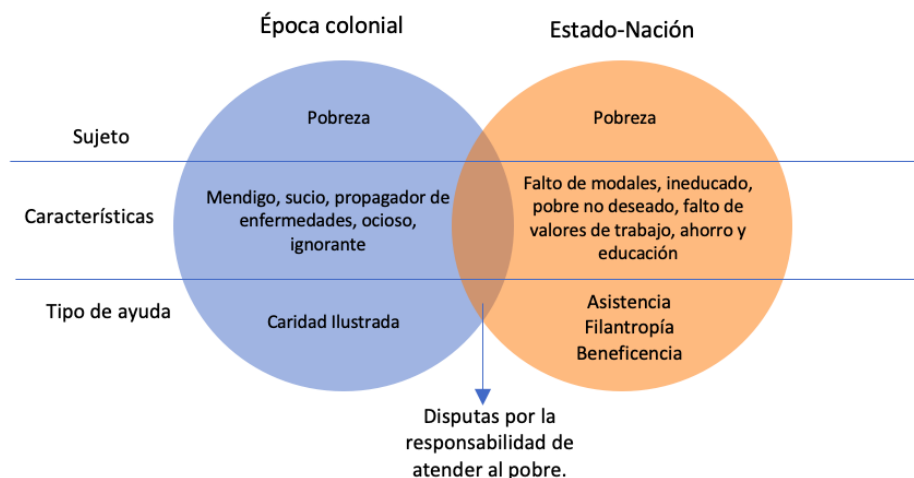 Época colonial
Estado-Nación
Sujeto
Pobreza
Pobreza
Características
Mendigo, sucio, propagador de
enfermedades, ocioso,
ignorante
Falto de modales, ineducado,
pobre no deseado, falto de
valores de trabajo, ahorro y
educación
Tipo de ayuda
Caridad Ilustrada
Asistencia
Filantropía
Beneficencia
Disputas por la
responsabilidad de
atender al pobre.